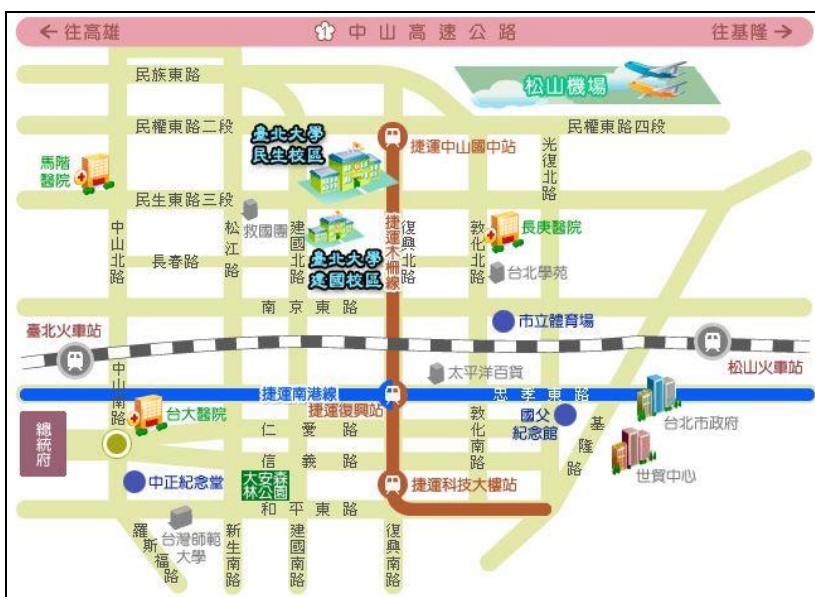 ←往高雄
1 中山高速公路
往基隆→
民族東路
松山機場
民權東路二段
臺北大學
民生校區
捷運中山國中站
民權東路四段
馬階
醫院
光復北路
民生東路三段
救國團
中山北路
松江路
建國北路
捷運木柵線
復興北路
敦化北路
長庚醫院
長春路
臺北大學
建國校區
台北學苑
南京東路
市立體育場
臺北火車站
松山火車站
太平洋百貨
中山南路
捷運南港線
忠孝東路
捷運復興站
台大醫院
國父
紀念館
台北市政府
總統府
仁愛路
敦化南路
基隆路
信義路
世貿中心
中正紀念堂
大安森
林公園
捷運科技大樓站
和平東路
羅斯福路
台灣師範
大學
新生南路
建國南路
復興南路